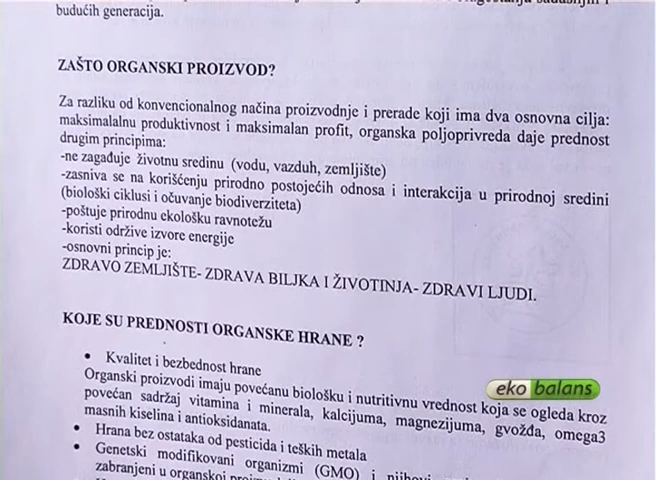 budućih generacija.
ZAŠTO ORGANSKI PROIZVOD?
Za razliku od konvencionalnog načina proizvodnje i prerade koji ima dva osnovna cilja:
maksimalalnu produktivnost i maksimalan profit, organska poljoprivreda daje prednost
drugim principima:
-ne zagađuje životnu sredinu (vodu, vazduh, zemljište)
-zasniva se na korišćenju prirodno postojećih odnosa i interakcija u prirodnoj sredini
(biološki ciklusi i očuvanje biodiverziteta)
-poštuje prirodnu ekološku ravnotežu
-koristi održive izvore energije
-osnovni princip je:
ZDRAVO ZEMLJIŠTE- ZDRAVA BILJKA I ŽIVOTINJA- ZDRAVI LJUDI.
KOJE SU PREDNOSTI ORGANSKE HRANE ?
• Kvalitet i bezbednost hrane
Organski proizvodi imaju povećanu biološku i nutritivnu vrednost koja se ogleda kroz
povećan sadržaj vitamina i minerala, kalcijuma, magnezijuma, gvožđa, omega3
masnih kiselina i antioksidanata.
• Hrana bez ostataka od pesticida i teških metala
• Genetski modifikovani organizmi (GMO) i
zabranjeni u organskoj
eko balans